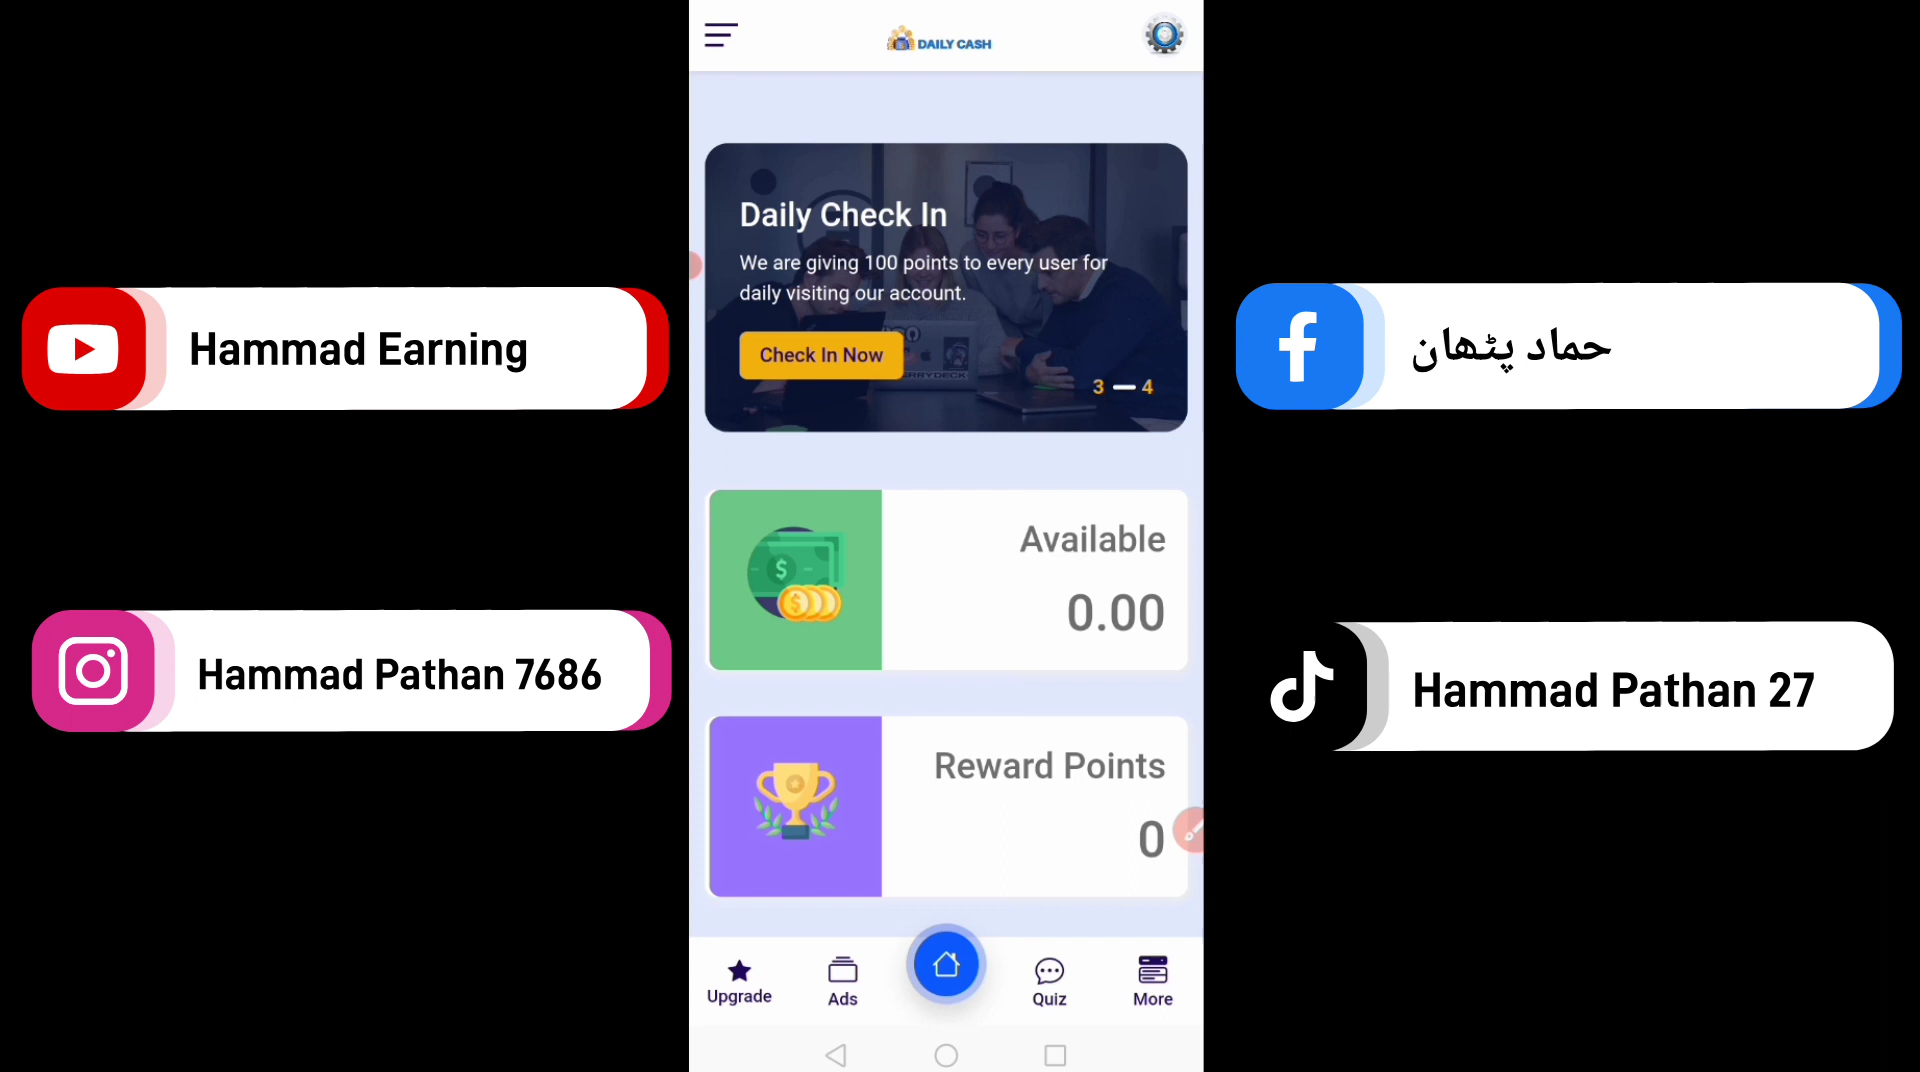 DAILY CASH
Daily Check In
We are giving 100 points to every user for
daily visiting our account.
Check In Now
3 4
Available
0.00
Reward Points
0
Upgrade
Ads
Quiz
More
Hammad Earning
Hammad Pathan 7686
حماد پٹھان
Hammad Pathan 27